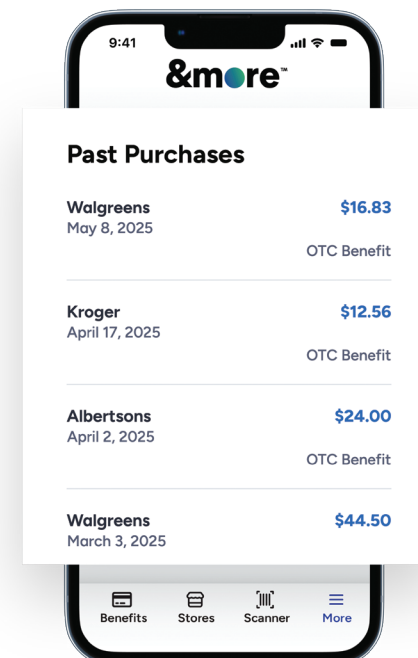 9:41
&more™
Past Purchases
Walgreens $16.83
May 8, 2025
OTC Benefit
Kroger $12.56
April 17, 2025
OTC Benefit
Albertsons $24.00
April 2, 2025
OTC Benefit
Walgreens $44.50
March 3, 2025
Benefits Stores Scanner More